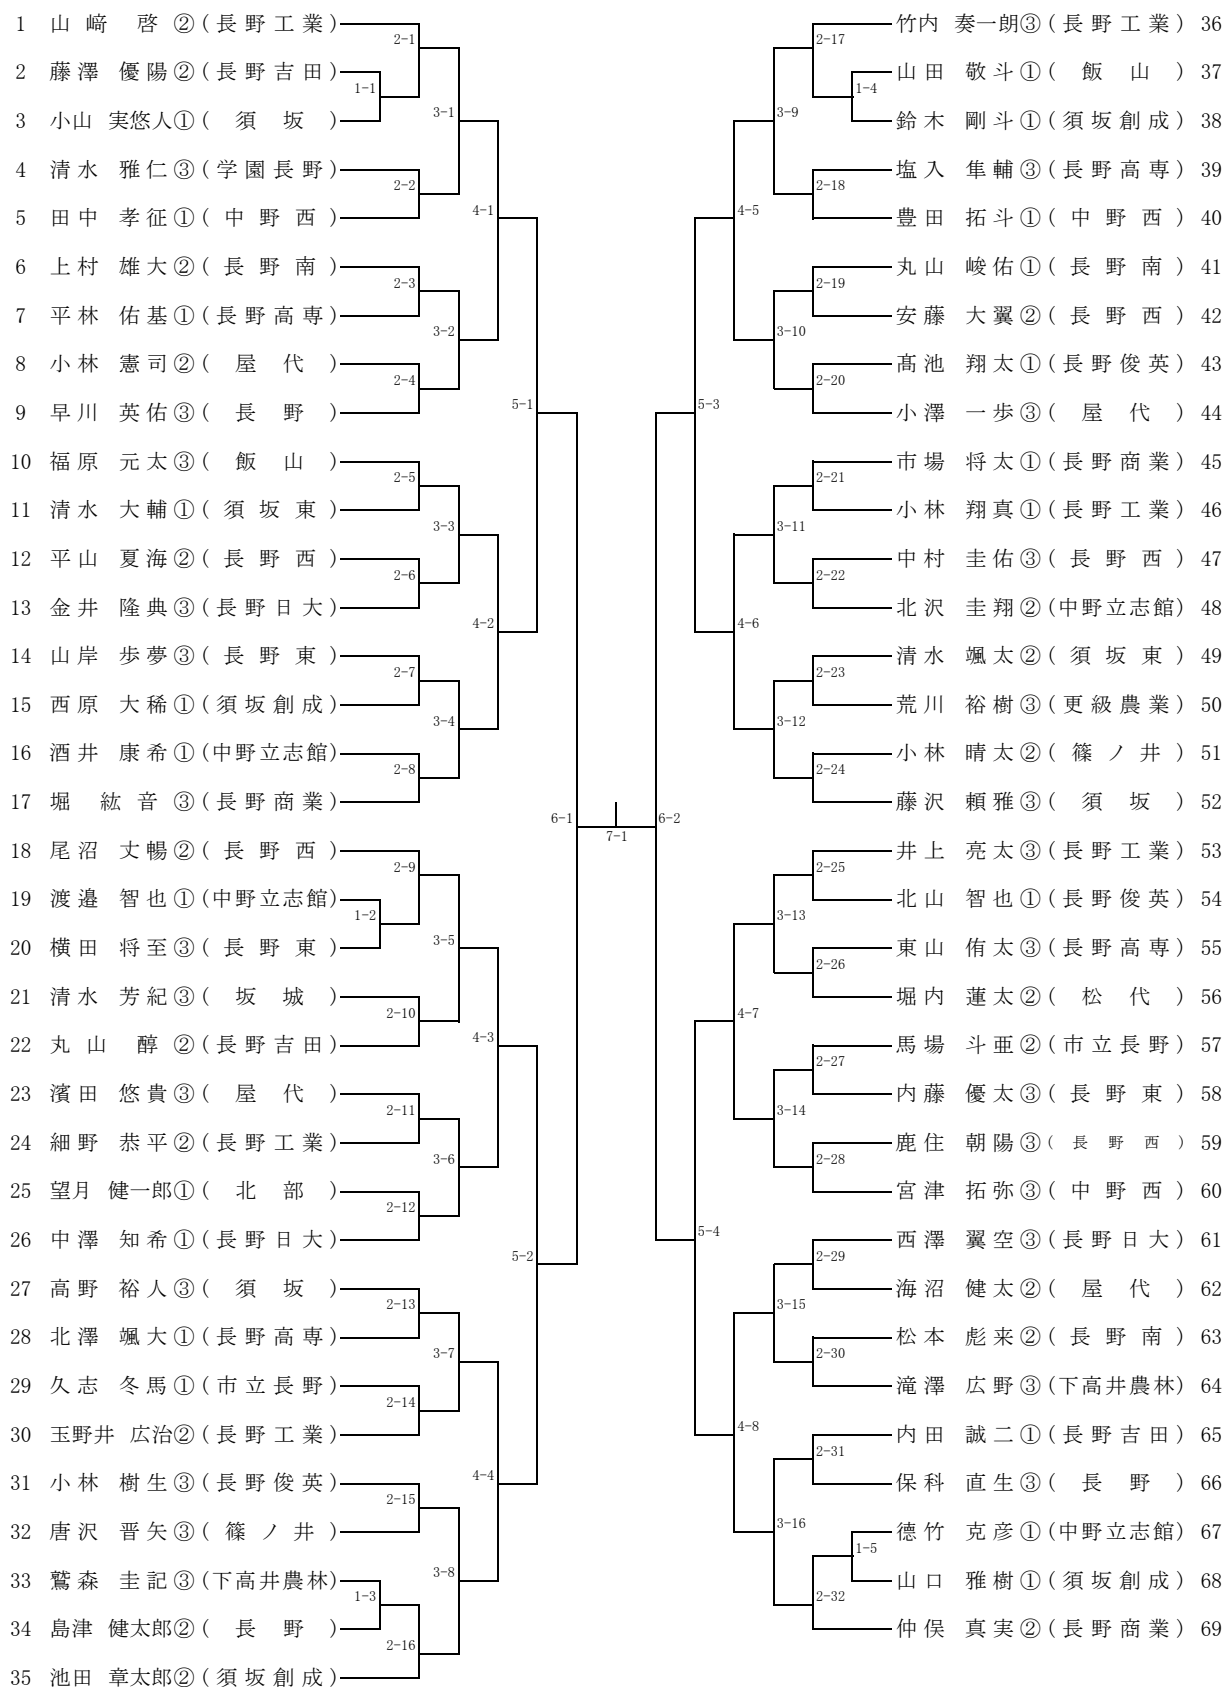 1 山﨑 啓②(長野工業)
2 藤澤 優陽②(長野吉田)
3 小山 実悠人①(須坂)
4 清水 雅仁③(学園長野)
5 田中 孝征①(中野西)
6 上村 雄大②(長野南)
7 平林 佑基①(長野高専)
8 小林 憲司②(屋代)
9 早川 英佑③(長野)
10 福原 元太③(飯山)
11 清水 大輔①(須坂東)
12 平山 夏海②(長野西)
13 金井 隆典③(長野日大)
14 山岸 歩夢③(長野東)
15 西原 大稀①(須坂創成)
16 酒井 康希①(中野立志館)
17 堀 紘音③(長野商業)
18 尾沼 丈暢②(長野西)
19 渡邉 智也①(中野立志館)
20 横田 将至③(長野東)
21 清水 芳紀③(坂城)
22 丸山 醇②(長野吉田)
23 濱田 悠貴③(屋代)
24 細野 恭平②(長野工業)
25 望月 健一郎①(北部)
26 中澤 知希①(長野日大)
27 高野 裕人③(須坂)
28 北澤 颯大①(長野高専)
29 久志 冬馬①(市立長野)
30 玉野井 広治②(長野工業)
31 小林 樹生③(長野俊英)
32 唐沢 晋矢③(篠ノ井)
33 鷲森 圭記③(下高井農林)
34 島津 健太郎②(長野)
35 池田 章太郎②(須坂創成)
1-1
1-2
1-3
2-1
2-2
2-3
2-4
2-5
2-6
2-7
2-8
2-9
2-10
2-11
2-12
2-13
2-14
2-15
2-16
3-1
3-2
3-3
3-4
3-5
3-6
3-7
3-8
4-1
4-2
4-3
4-4
5-1
5-2
6-1
7-1
6-2
5-3
5-4
4-5
4-6
4-7
4-8
3-9
3-10
3-11
3-12
3-13
3-14
3-15
3-16
2-17
2-18
2-19
2-20
2-21
2-22
2-23
2-24
2-25
2-26
2-27
2-28
2-29
2-30
2-31
2-32
1-4
1-5
竹内 奏一朗③(長野工業) 36
山田 敬斗①(飯山) 37
鈴木 剛斗①(須坂創成) 38
塩入 隼輔③(長野高専) 39
豊田 拓斗①(中野西) 40
丸山 峻佑①(長野南) 41
安藤 大翼②(長野西) 42
髙池 翔太①(長野俊英) 43
小澤 一歩③(屋代) 44
市場 将太①(長野商業) 45
小林 翔真①(長野工業) 46
中村 圭佑③(長野西) 47
北沢 圭翔②(中野立志館) 48
清水 颯太②(須坂東) 49
荒川 裕樹③(更級農業) 50
小林 晴太②(篠ノ井) 51
藤沢 頼雅③(須坂) 52
井上 亮太③(長野工業) 53
北山 智也①(長野俊英) 54
東山 侑太③(長野高専) 55
堀内 蓮太②(松代) 56
馬場 斗亜②(市立長野) 57
内藤 優太③(長野東) 58
鹿住 朝陽③(長野西) 59
宮津 拓弥③(中野西) 60
西澤 翼空③(長野日大) 61
海沼 健太②(屋代) 62
松本 彪来②(長野南) 63
滝澤 広野③(下高井農林) 64
内田 誠二①(長野吉田) 65
保科 直生③(長野) 66
德竹 克彦①(中野立志館) 67
山口 雅樹①(須坂創成) 68
仲俣 真実②(長野商業) 69